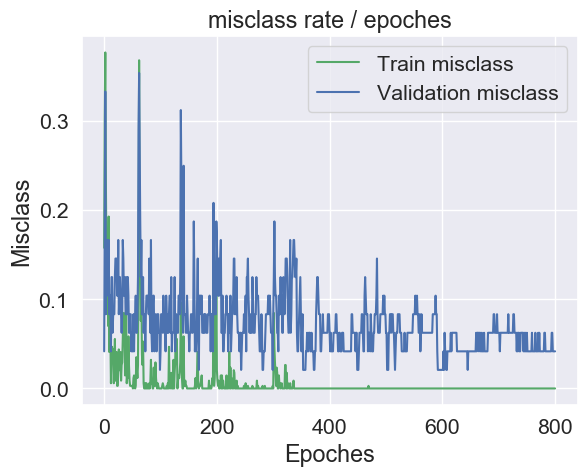 misclass rate / epoches
Train misclass
Validation misclass
Misclass
0.3
0.2
0.1
0.0
0 200 400 600 800
Epoches